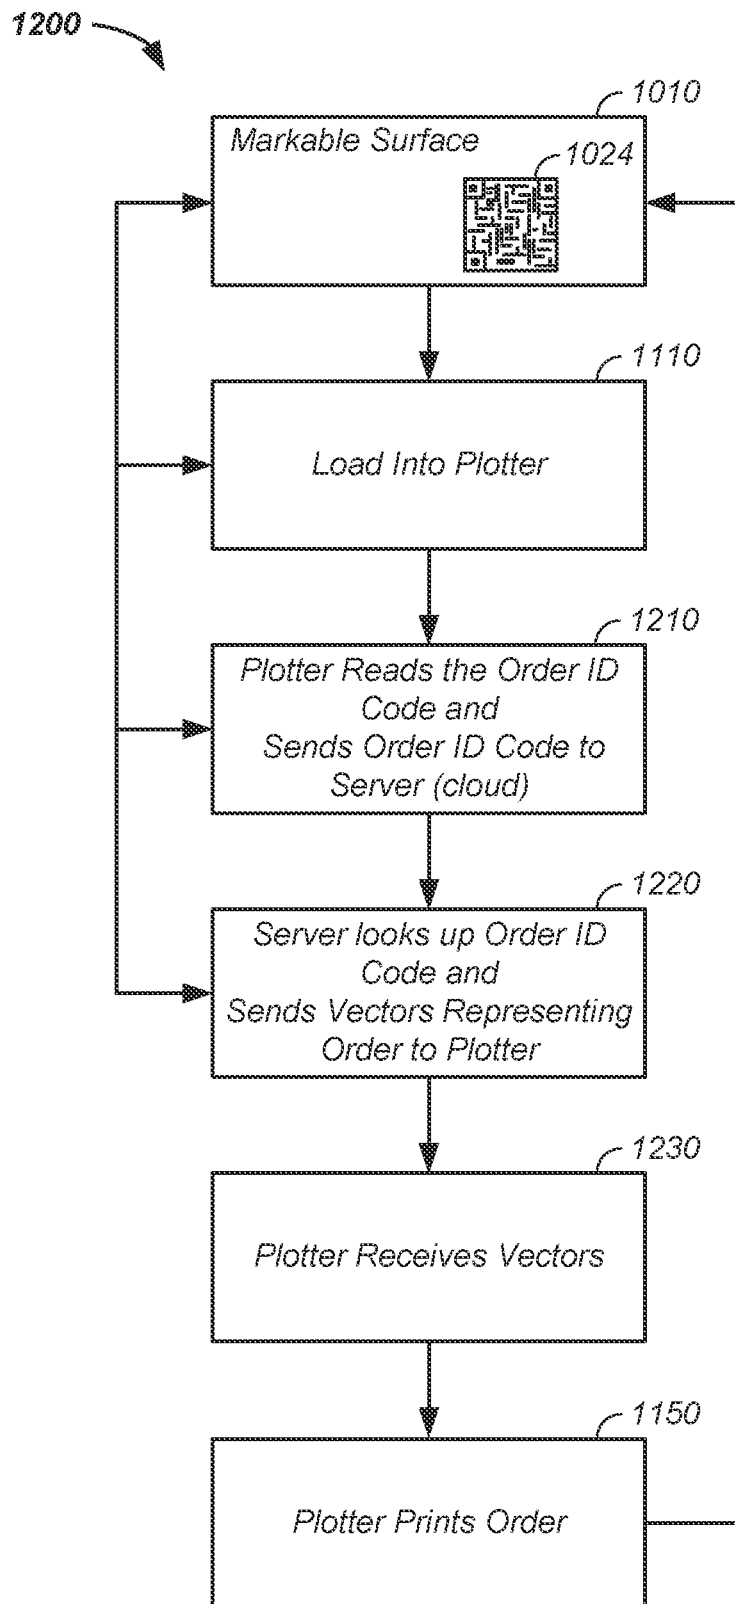 1200
1010
Markable Surface
1024
1110
Load Into Plotter
1210
Plotter Reads the Order ID
Code and
Sends Order ID Code to
Server (cloud)
1220
Server looks up Order ID
Code and
Sends Vectors Representing
Order to Plotter
1230
Plotter Receives Vectors
1150
Plotter Prints Order